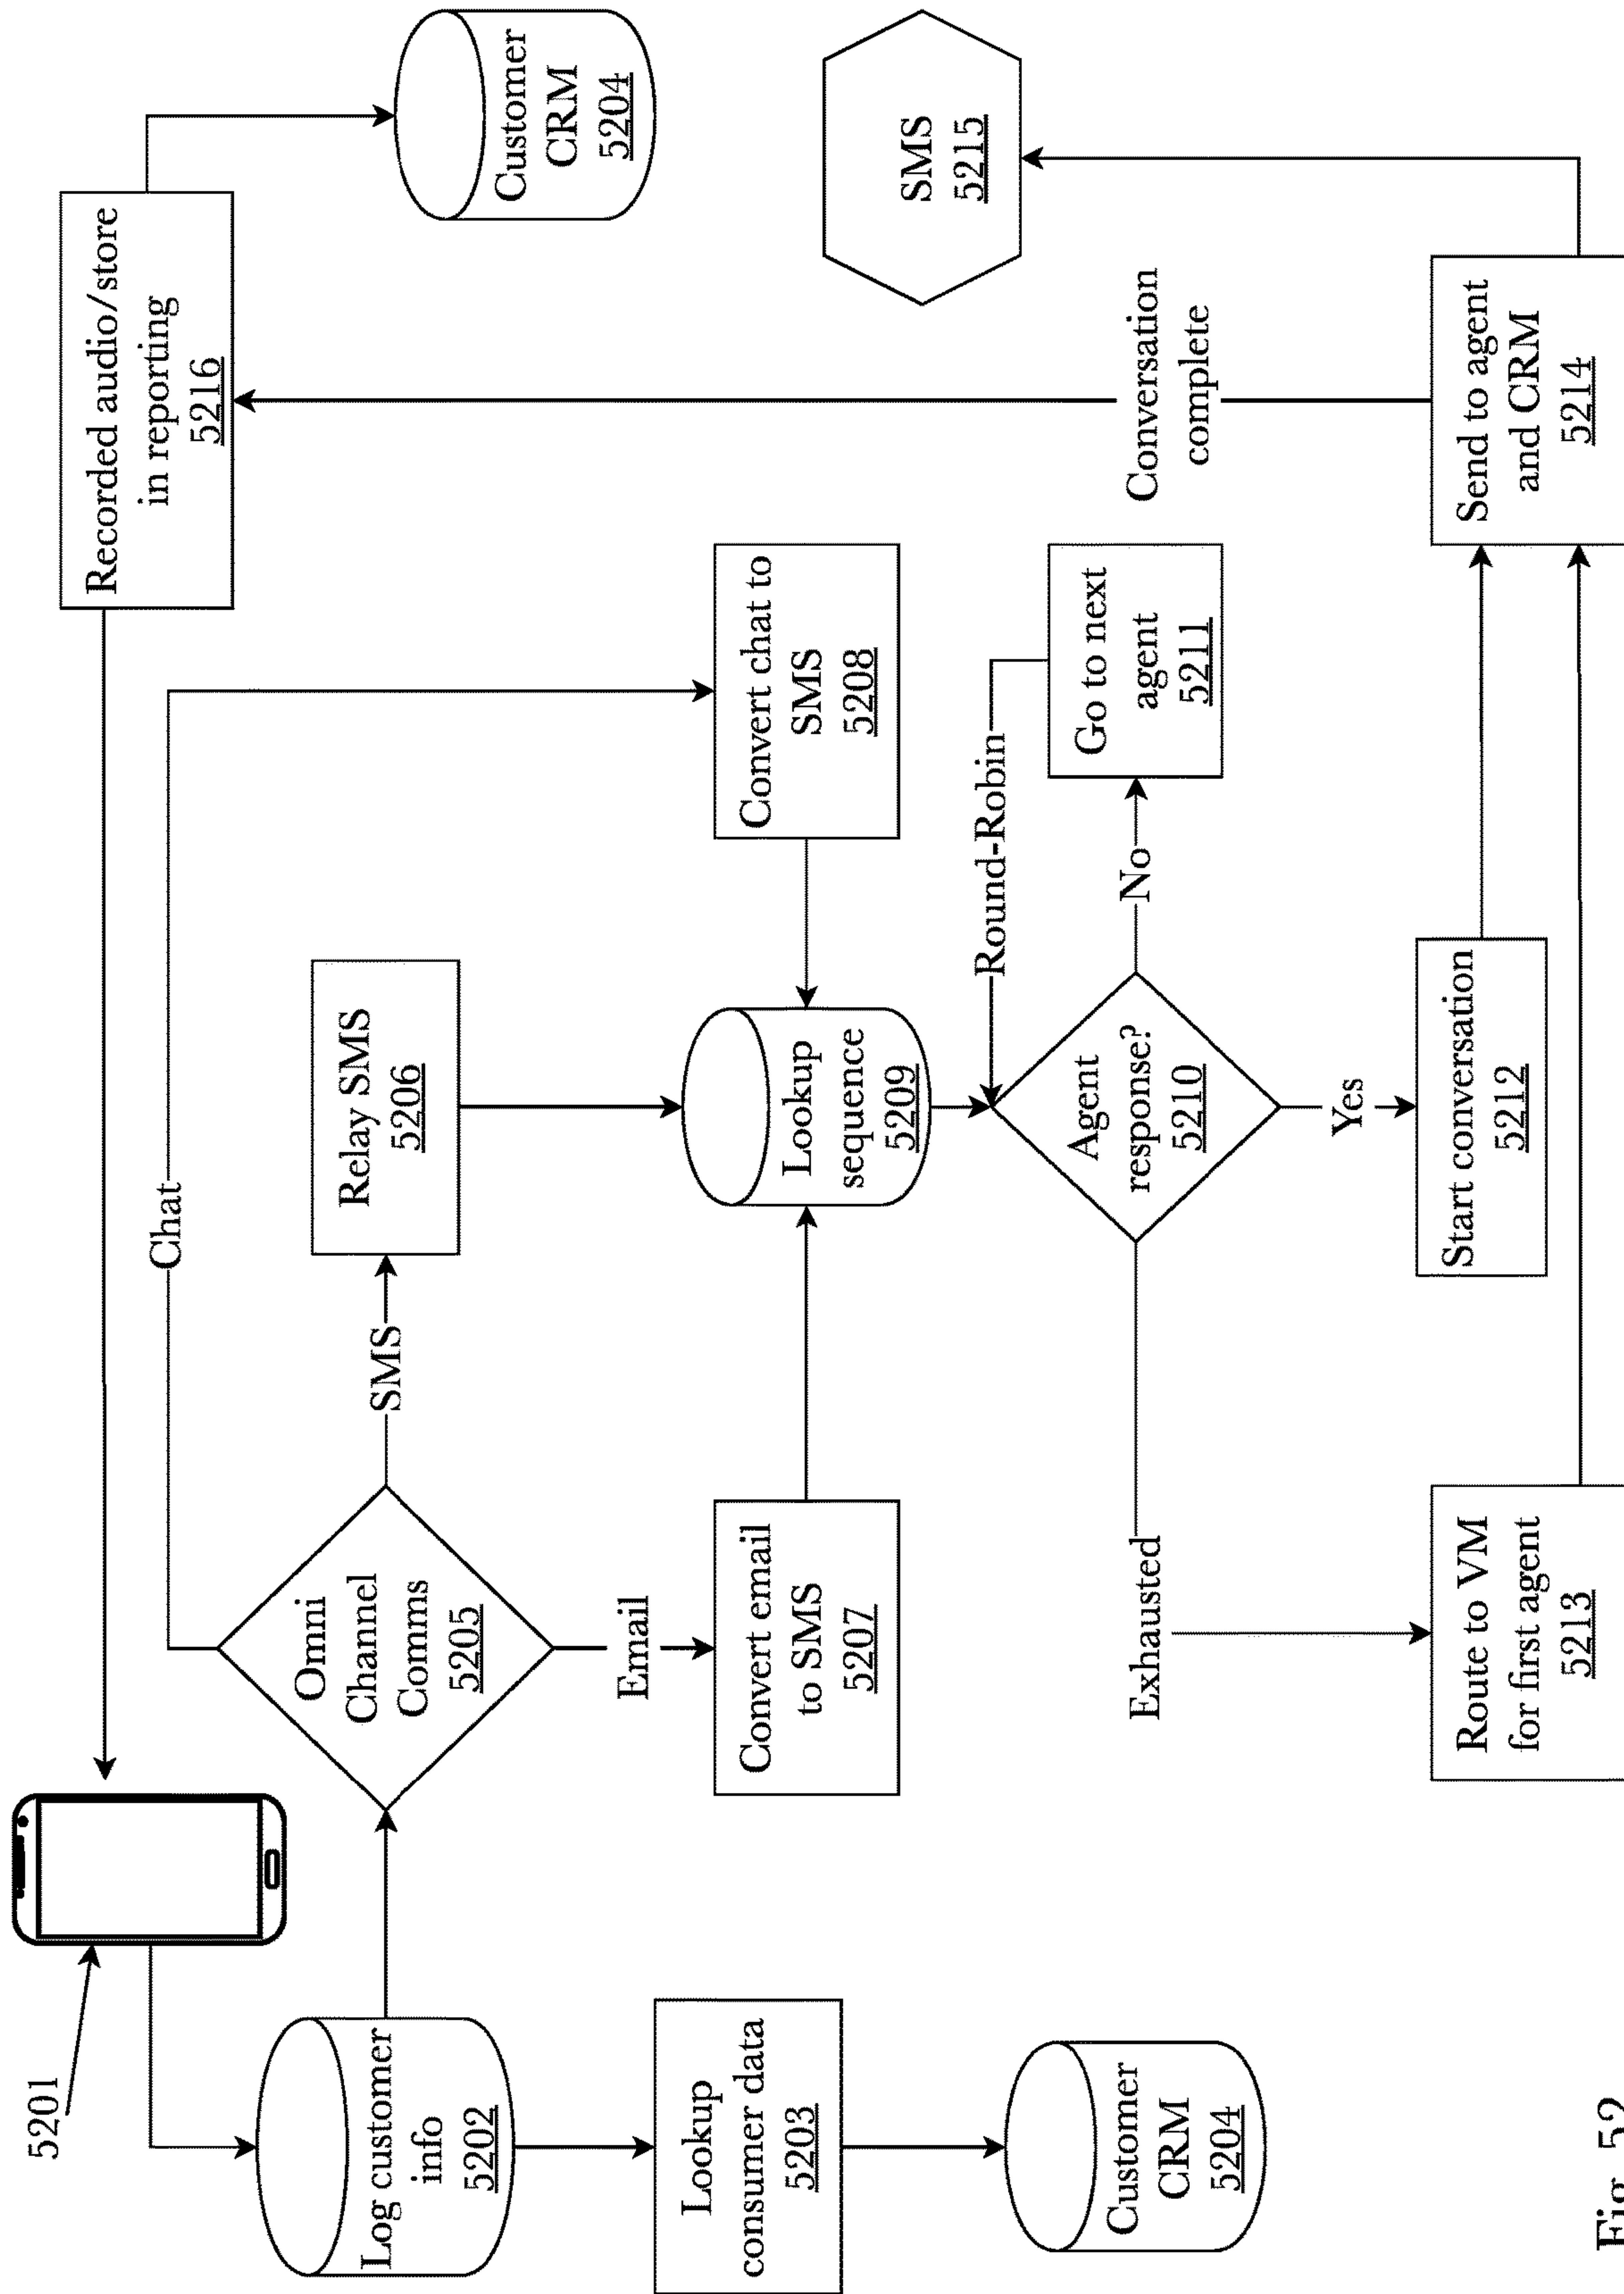 5201
Log customer
info
5202
Lookup
consumer data
5203
Customer
CRM
5204
Omni
Channel
Comms
5205
Chat
SMS
Email
Relay SMS
5206
Convert email
to SMS
5207
Convert chat to
SMS
5208
Lookup
sequence
5209
Agent
response?
5210
Round-Robin
No
Go to next
agent
5211
Yes
Start conversation
5212
Exhausted
Route to VM
for first agent
5213
Send to agent
and CRM
5214
Conversation
complete
SMS
5215
Recorded audio/store
in reporting
5216
Customer
CRM
5204
Fig. 52